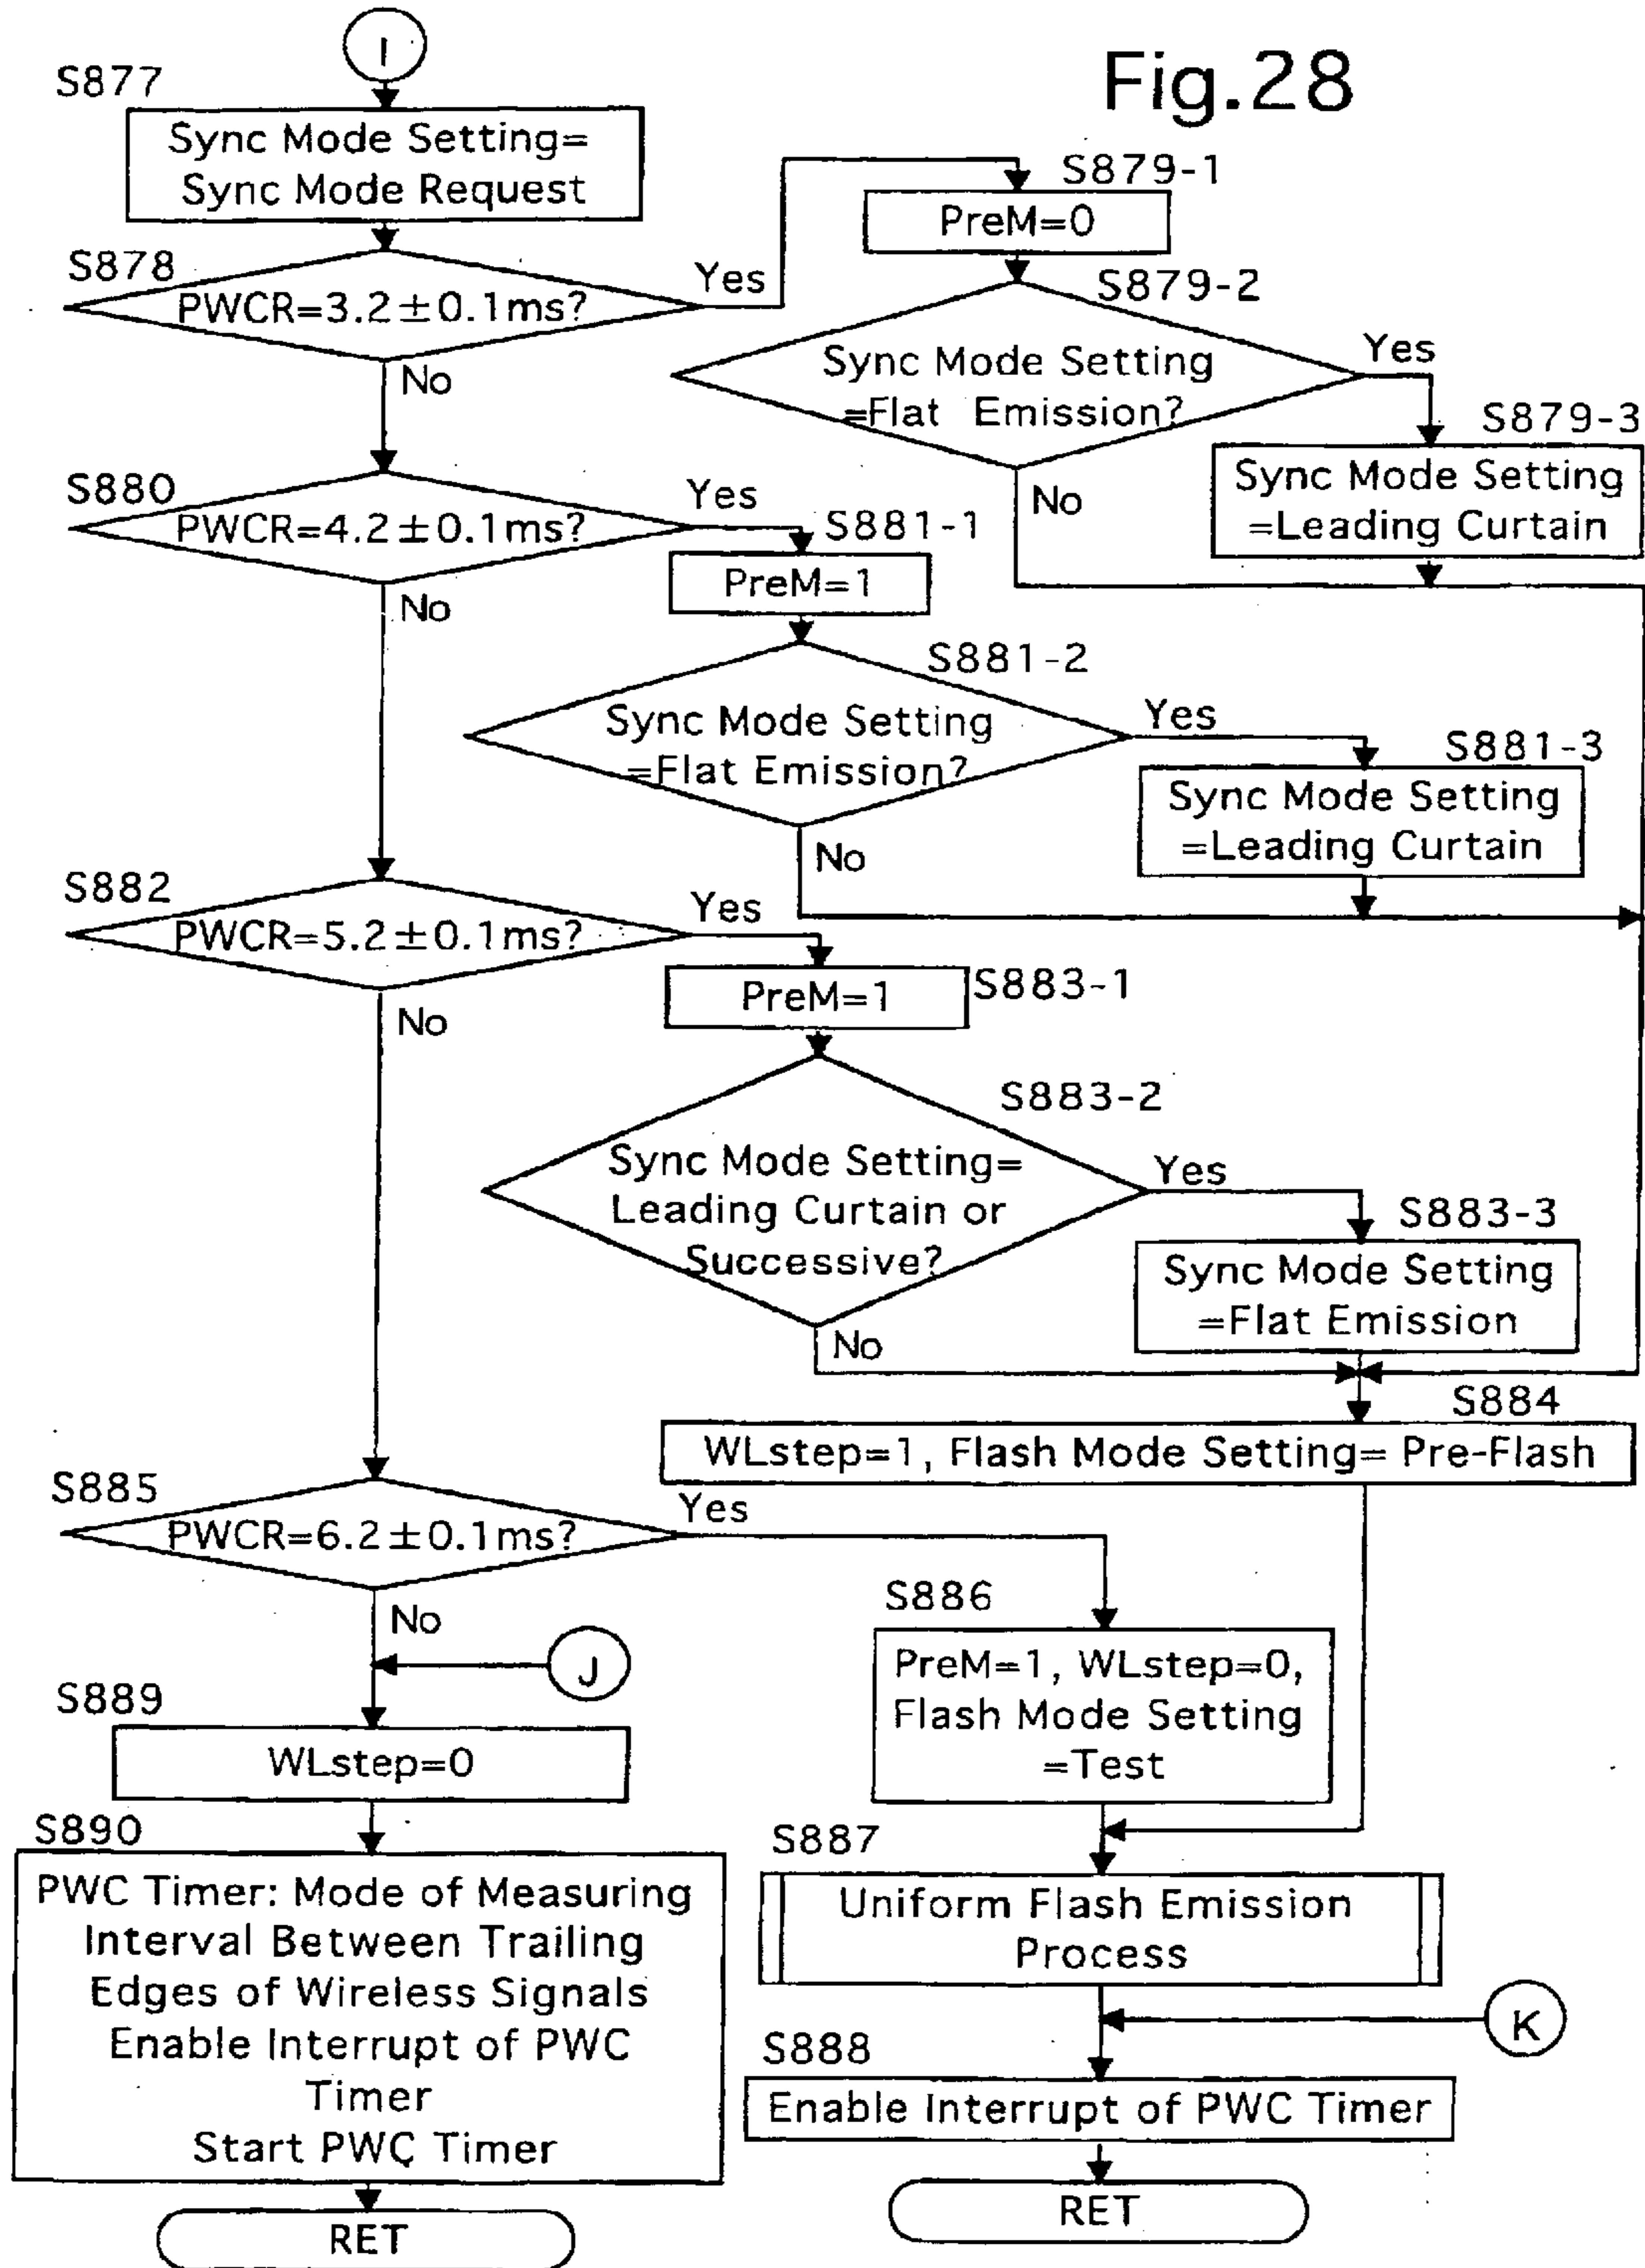 Fig.28
I
S877
Sync Mode Setting=
Sync Mode Request
S878
PWCR=3.2±0.1ms?
Yes
No
S879-1
PreM=0
S879-2
Sync Mode Setting
=Flat Emission?
Yes
No
S879-3
Sync Mode Setting
=Leading Curtain
S880
PWCR=4.2±0.1ms?
Yes
No
S881-1
PreM=1
S881-2
Sync Mode Setting
=Flat Emission?
Yes
No
S881-3
Sync Mode Setting
=Leading Curtain
S882
PWCR=5.2±0.1ms?
Yes
No
S883-1
PreM=1
S883-2
Sync Mode Setting=
Leading Curtain or
Successive?
Yes
No
S883-3
Sync Mode Setting
=Flat Emission
S884
WLstep=1, Flash Mode Setting= Pre-Flash
S885
PWCR=6.2±0.1ms?
Yes
No
S886
PreM=1, WLstep=0,
Flash Mode Setting
=Test
J
S889
WLstep=0
S890
PWC Timer: Mode of Measuring
Interval Between Trailing
Edges of Wireless Signals
Enable Interrupt of PWC
Timer
Start PWC Timer
RET
S887
Uniform Flash Emission
Process
K
S888
Enable Interrupt of PWC Timer
RET